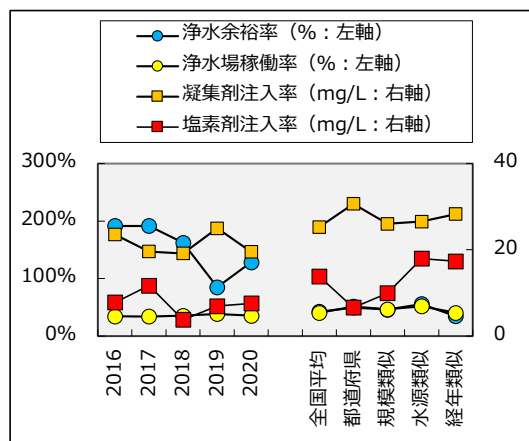 浄水余裕率（%：左軸）
浄水場稼働率（%：左軸）
凝集剤注入率（mg/L：右軸）
塩素剤注入率（mg/L：右軸）
300%
40
200%
20
100%
0%
0
2016
2017
2018
2019
2020
全国平均
都道府県
規模類似
水源類似
経年類似